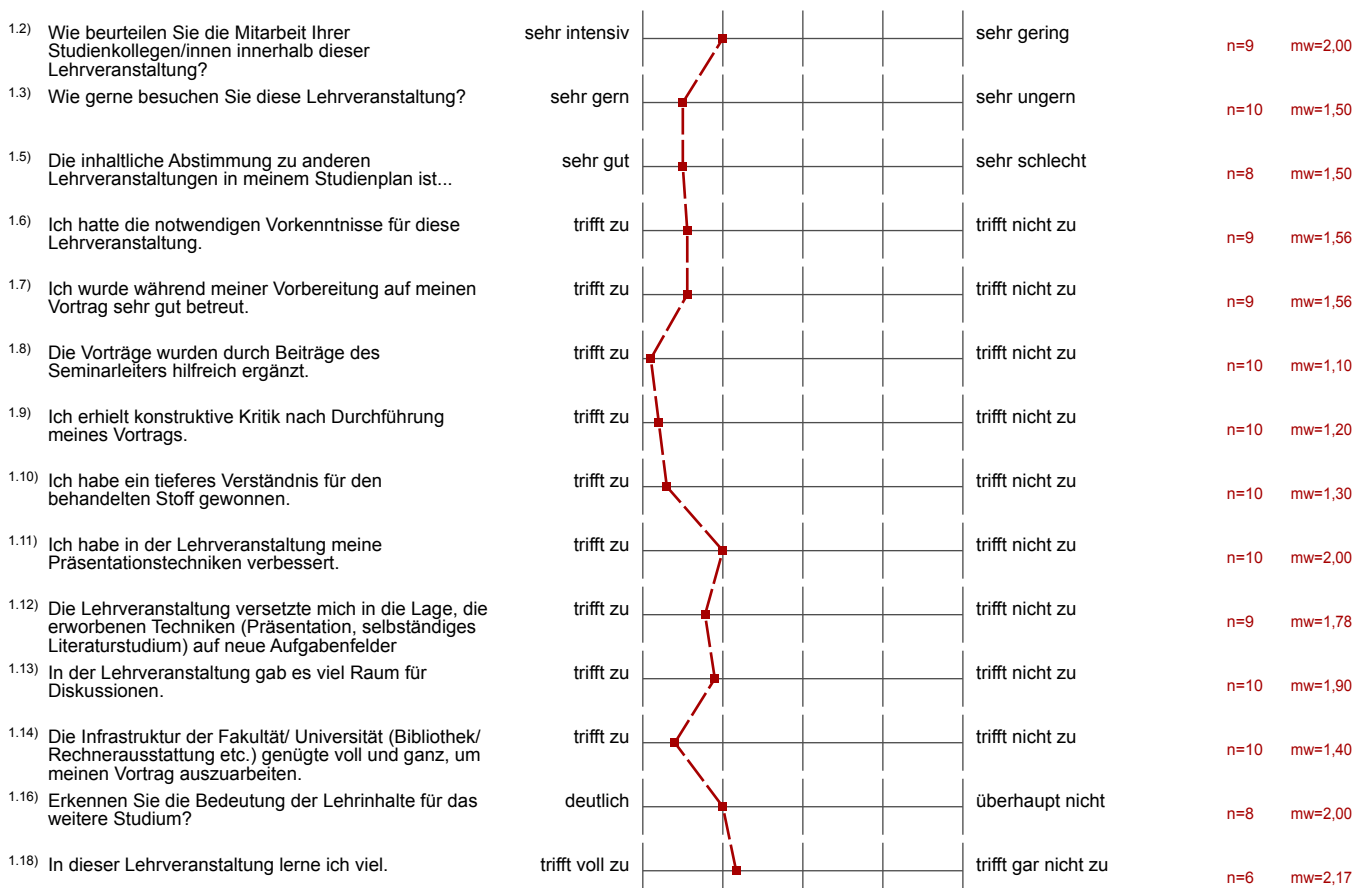 1.2) Wie beurteilen Sie die Mitarbeit Ihrer
Studienkollegen/innen innerhalb dieser
Lehrveranstaltung?
sehr intensiv
sehr gering
n=9 mw=2,00
1.3) Wie gerne besuchen Sie diese Lehrveranstaltung?
sehr gern
sehr ungern
n=10 mw=1,50
1.5) Die inhaltliche Abstimmung zu anderen
Lehrveranstaltungen in meinem Studienplan ist...
sehr gut
sehr schlecht
n=8 mw=1,50
1.6) Ich hatte die notwendigen Vorkenntnisse für diese
Lehrveranstaltung.
trifft zu
trifft nicht zu
n=9 mw=1,56
1.7) Ich wurde während meiner Vorbereitung auf meinen
Vortrag sehr gut betreut.
trifft zu
trifft nicht zu
n=9 mw=1,56
1.8) Die Vorträge wurden durch Beiträge des
Seminarleiters hilfreich ergänzt.
trifft zu
trifft nicht zu
n=10 mw=1,10
1.9) Ich erhielt konstruktive Kritik nach Durchführung
meines Vortrags.
trifft zu
trifft nicht zu
n=10 mw=1,20
1.10) Ich habe ein tieferes Verständnis für den
behandelten Stoff gewonnen.
trifft zu
trifft nicht zu
n=10 mw=1,30
1.11) Ich habe in der Lehrveranstaltung meine
Präsentationstechniken verbessert.
trifft zu
trifft nicht zu
n=10 mw=2,00
1.12) Die Lehrveranstaltung versetzte mich in die Lage, die
erworbenen Techniken (Präsentation, selbständiges
Literaturstudium) auf neue Aufgabenfelder
trifft zu
trifft nicht zu
n=9 mw=1,78
1.13) In der Lehrveranstaltung gab es viel Raum für
Diskussionen.
trifft zu
trifft nicht zu
n=10 mw=1,90
1.14) Die Infrastruktur der Fakultät/ Universität (Bibliothek/
Rechnerausstattung etc.) genügte voll und ganz, um
meinen Vortrag auszuarbeiten.
trifft zu
trifft nicht zu
n=10 mw=1,40
1.16) Erkennen Sie die Bedeutung der Lehrinhalte für das
weitere Studium?
deutlich
überhaupt nicht
n=8 mw=2,00
1.18) In dieser Lehrveranstaltung lerne ich viel.
trifft voll zu
trifft gar nicht zu
n=6 mw=2,17